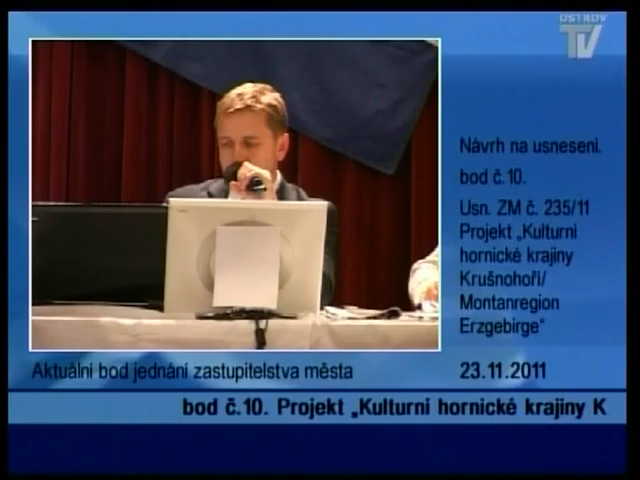 OSTROV
TV
Návrh na usnesení.
bod č.10.
Usn. ZM č. 235/11
Projekt „Kulturní
hornické krajiny
Krušnohoří/
Montanregion
Erzgebirge“
Aktuální bod jednání zastupitelstva města
23.11.2011
bod č.10. Projekt „Kulturní hornické krajiny K